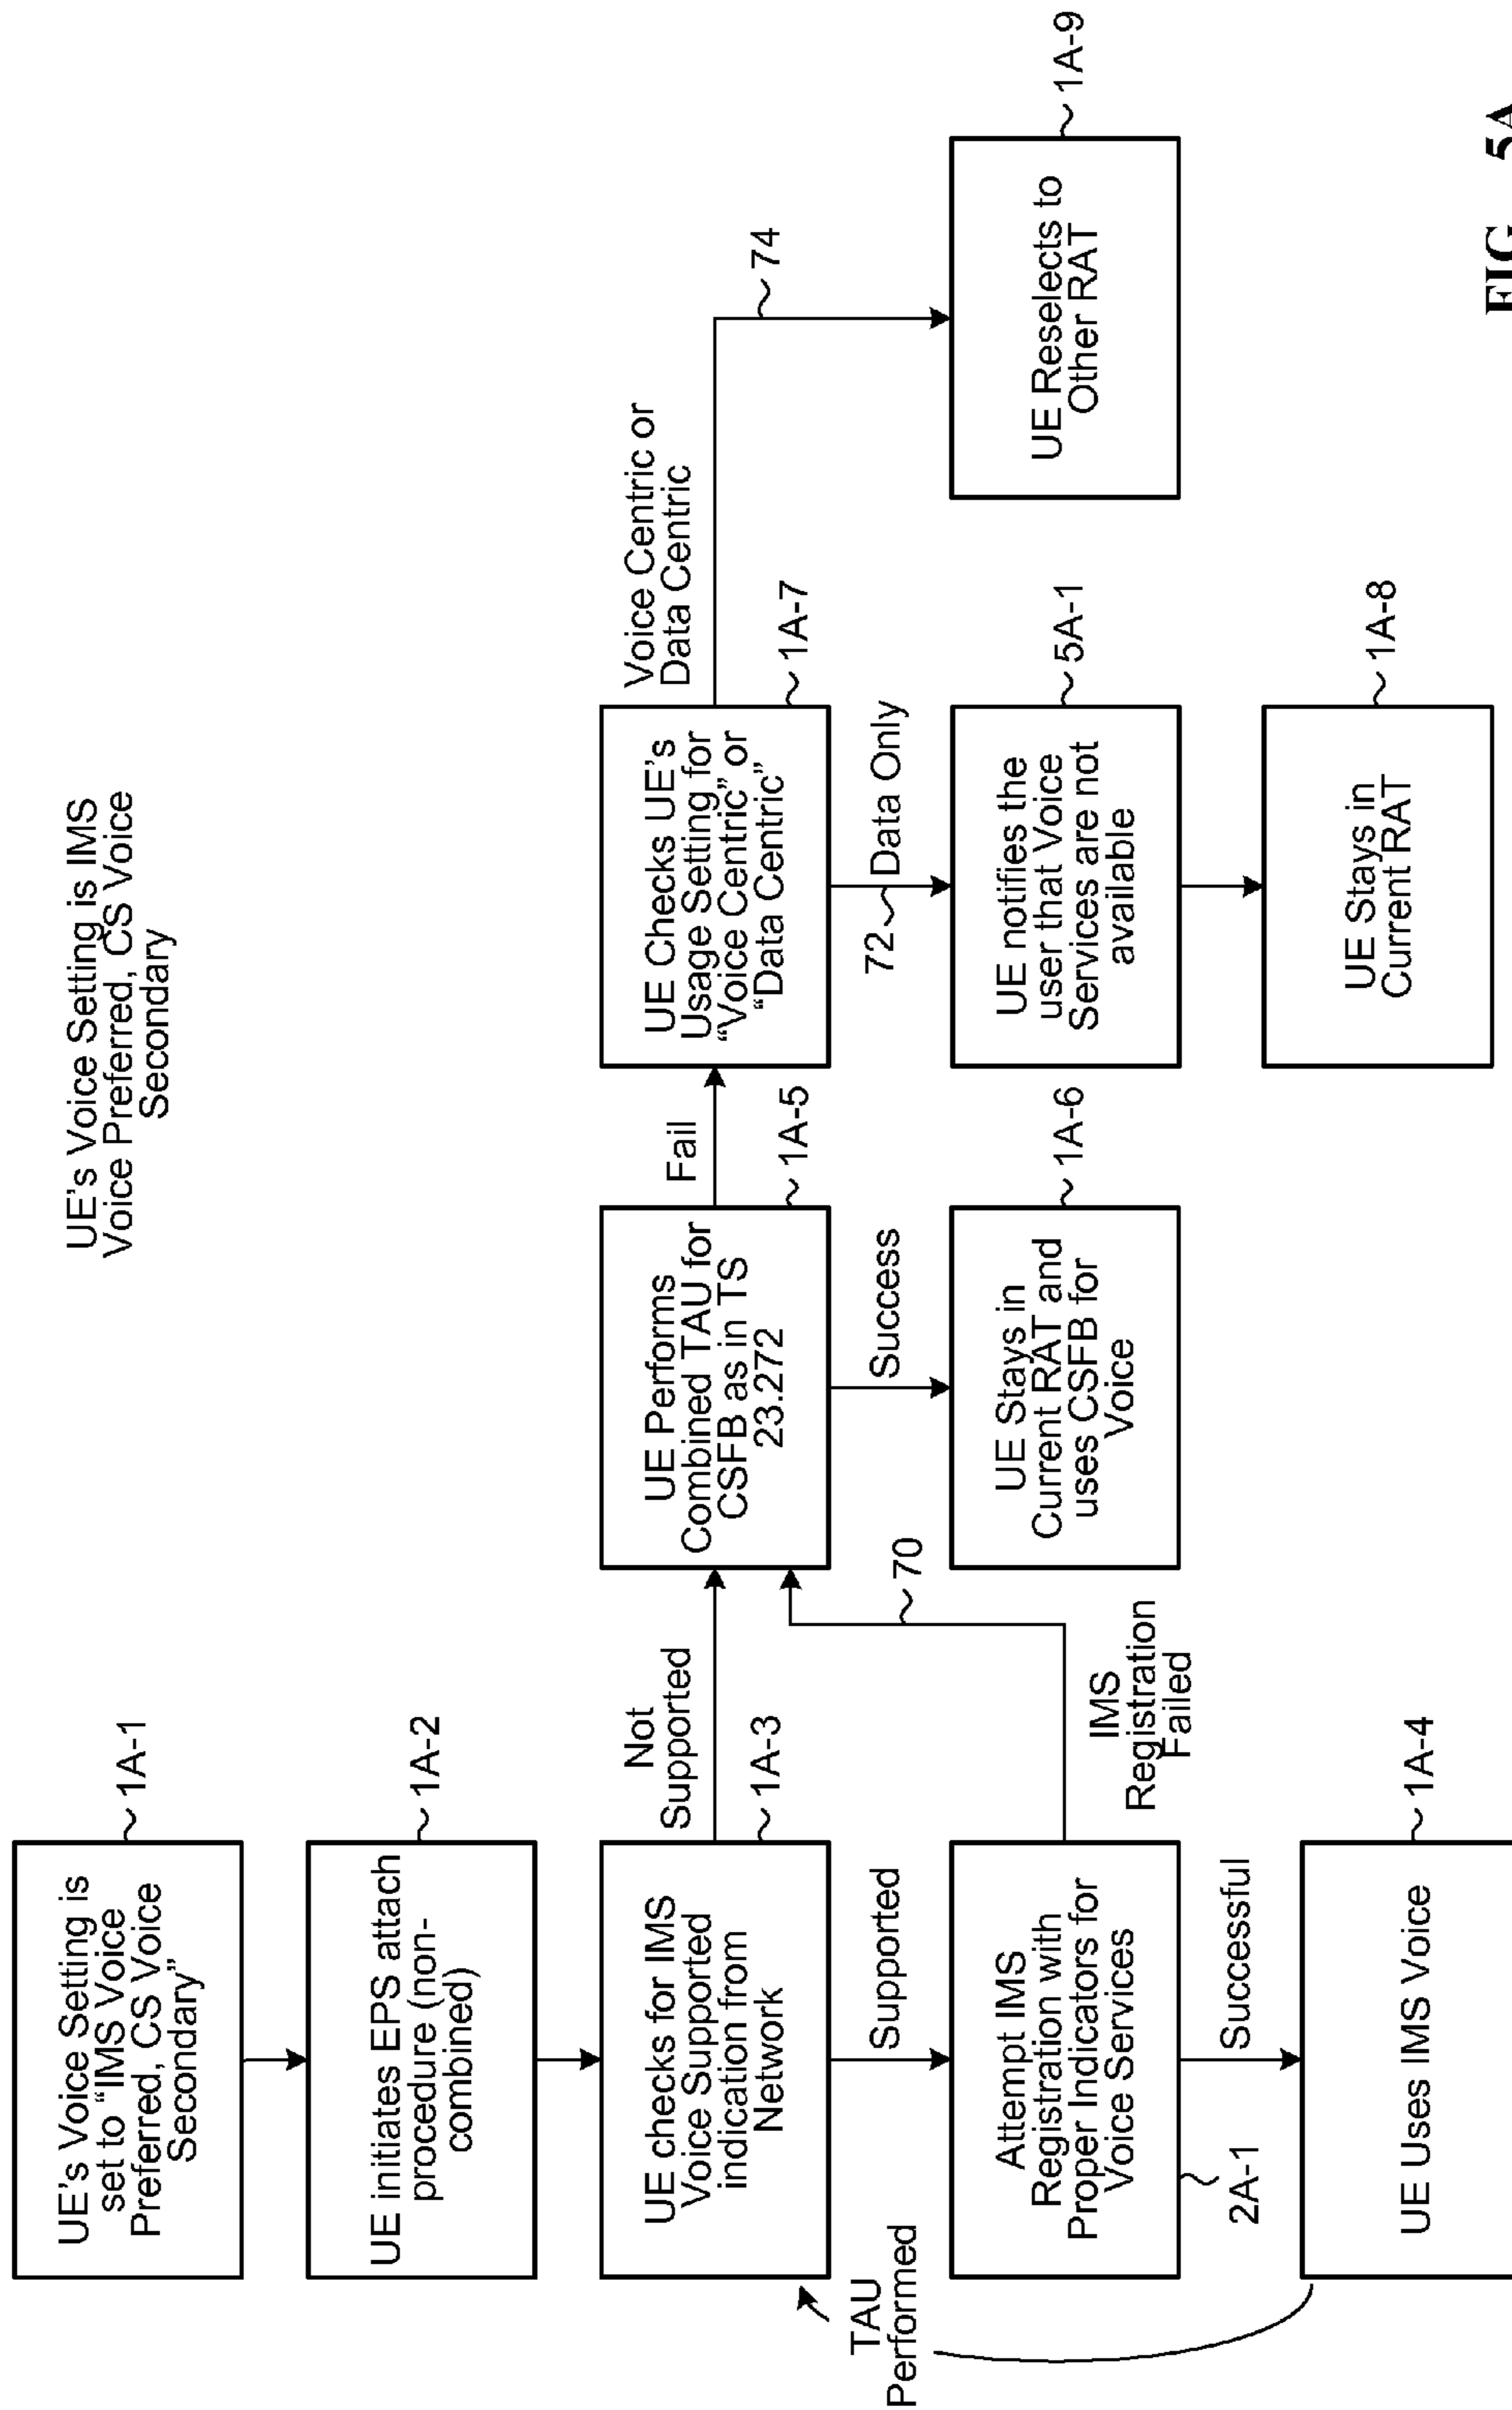 UE's Voice Setting is IMS
Voice Preferred, CS Voice
Secondary
UE's Voice Setting is
set to “IMS Voice
Preferred, CS Voice
Secondary”
1A-1
UE initiates EPS attach
procedure (non-
combined)
1A-2
UE checks for IMS
Voice Supported
indication from
Network
1A-3
Not
Supported
UE Performs
Combined TAU for
CSFB as in TS
23.272
1A-5
Fail
UE Checks UE's
Usage Setting for
“Voice Centric” or
“Data Centric”
1A-7
Voice Centric or
Data Centric
74
TAU
Performed
Supported
Success
72
Data Only
Attempt IMS
Registration with
Proper Indicators for
Voice Services
2A-1
IMS
Registration
Failed
70
UE Stays in
Current RAT and
uses CSFB for
Voice
1A-6
UE notifies the
user that Voice
Services are not
available
5A-1
UE Reselects to
Other RAT
1A-9
Successful
UE Uses IMS Voice
1A-4
UE Stays in
Current RAT
1A-8
FIG. 5A